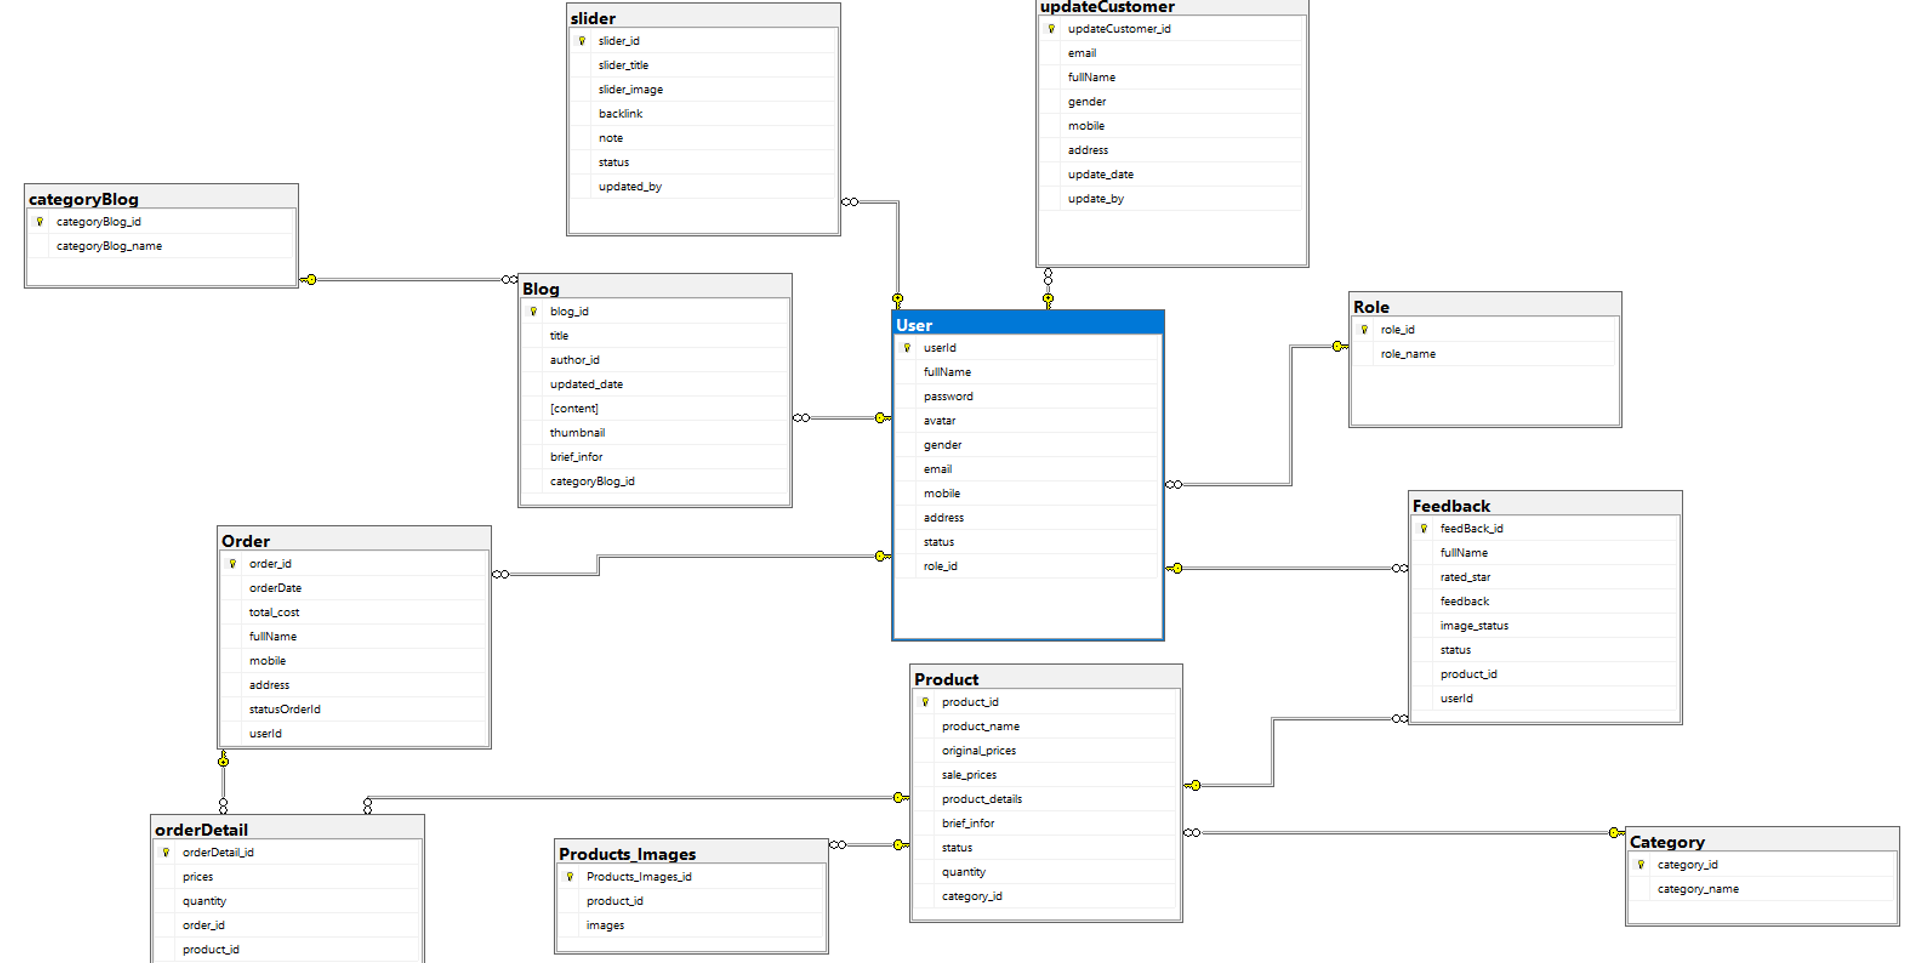 slider
slider_id
slider_title
slider_image
backlink
note
status
updated_by
updateCustomer
updateCustomer_id
email
fullName
gender
mobile
address
update_date
update_by
categoryBlog
categoryBlog_id
categoryBlog_name
Blog
blog_id
title
author_id
updated_date
[content]
thumbnail
brief_infor
categoryBlog_id
User
userId
fullName
password
avatar
gender
email
mobile
address
status
role_id
Role
role_id
role_name
Feedback
feedBack_id
fullName
rated_star
feedback
image_status
status
product_id
userId
Order
order_id
orderDate
total_cost
fullName
mobile
address
statusOrderId
userId
Product
product_id
product_name
original_prices
sale_prices
product_details
brief_infor
status
quantity
category_id
orderDetail
orderDetail_id
prices
quantity
order_id
product_id
Products_Images
Products_Images_id
product_id
images
Category
category_id
category_name